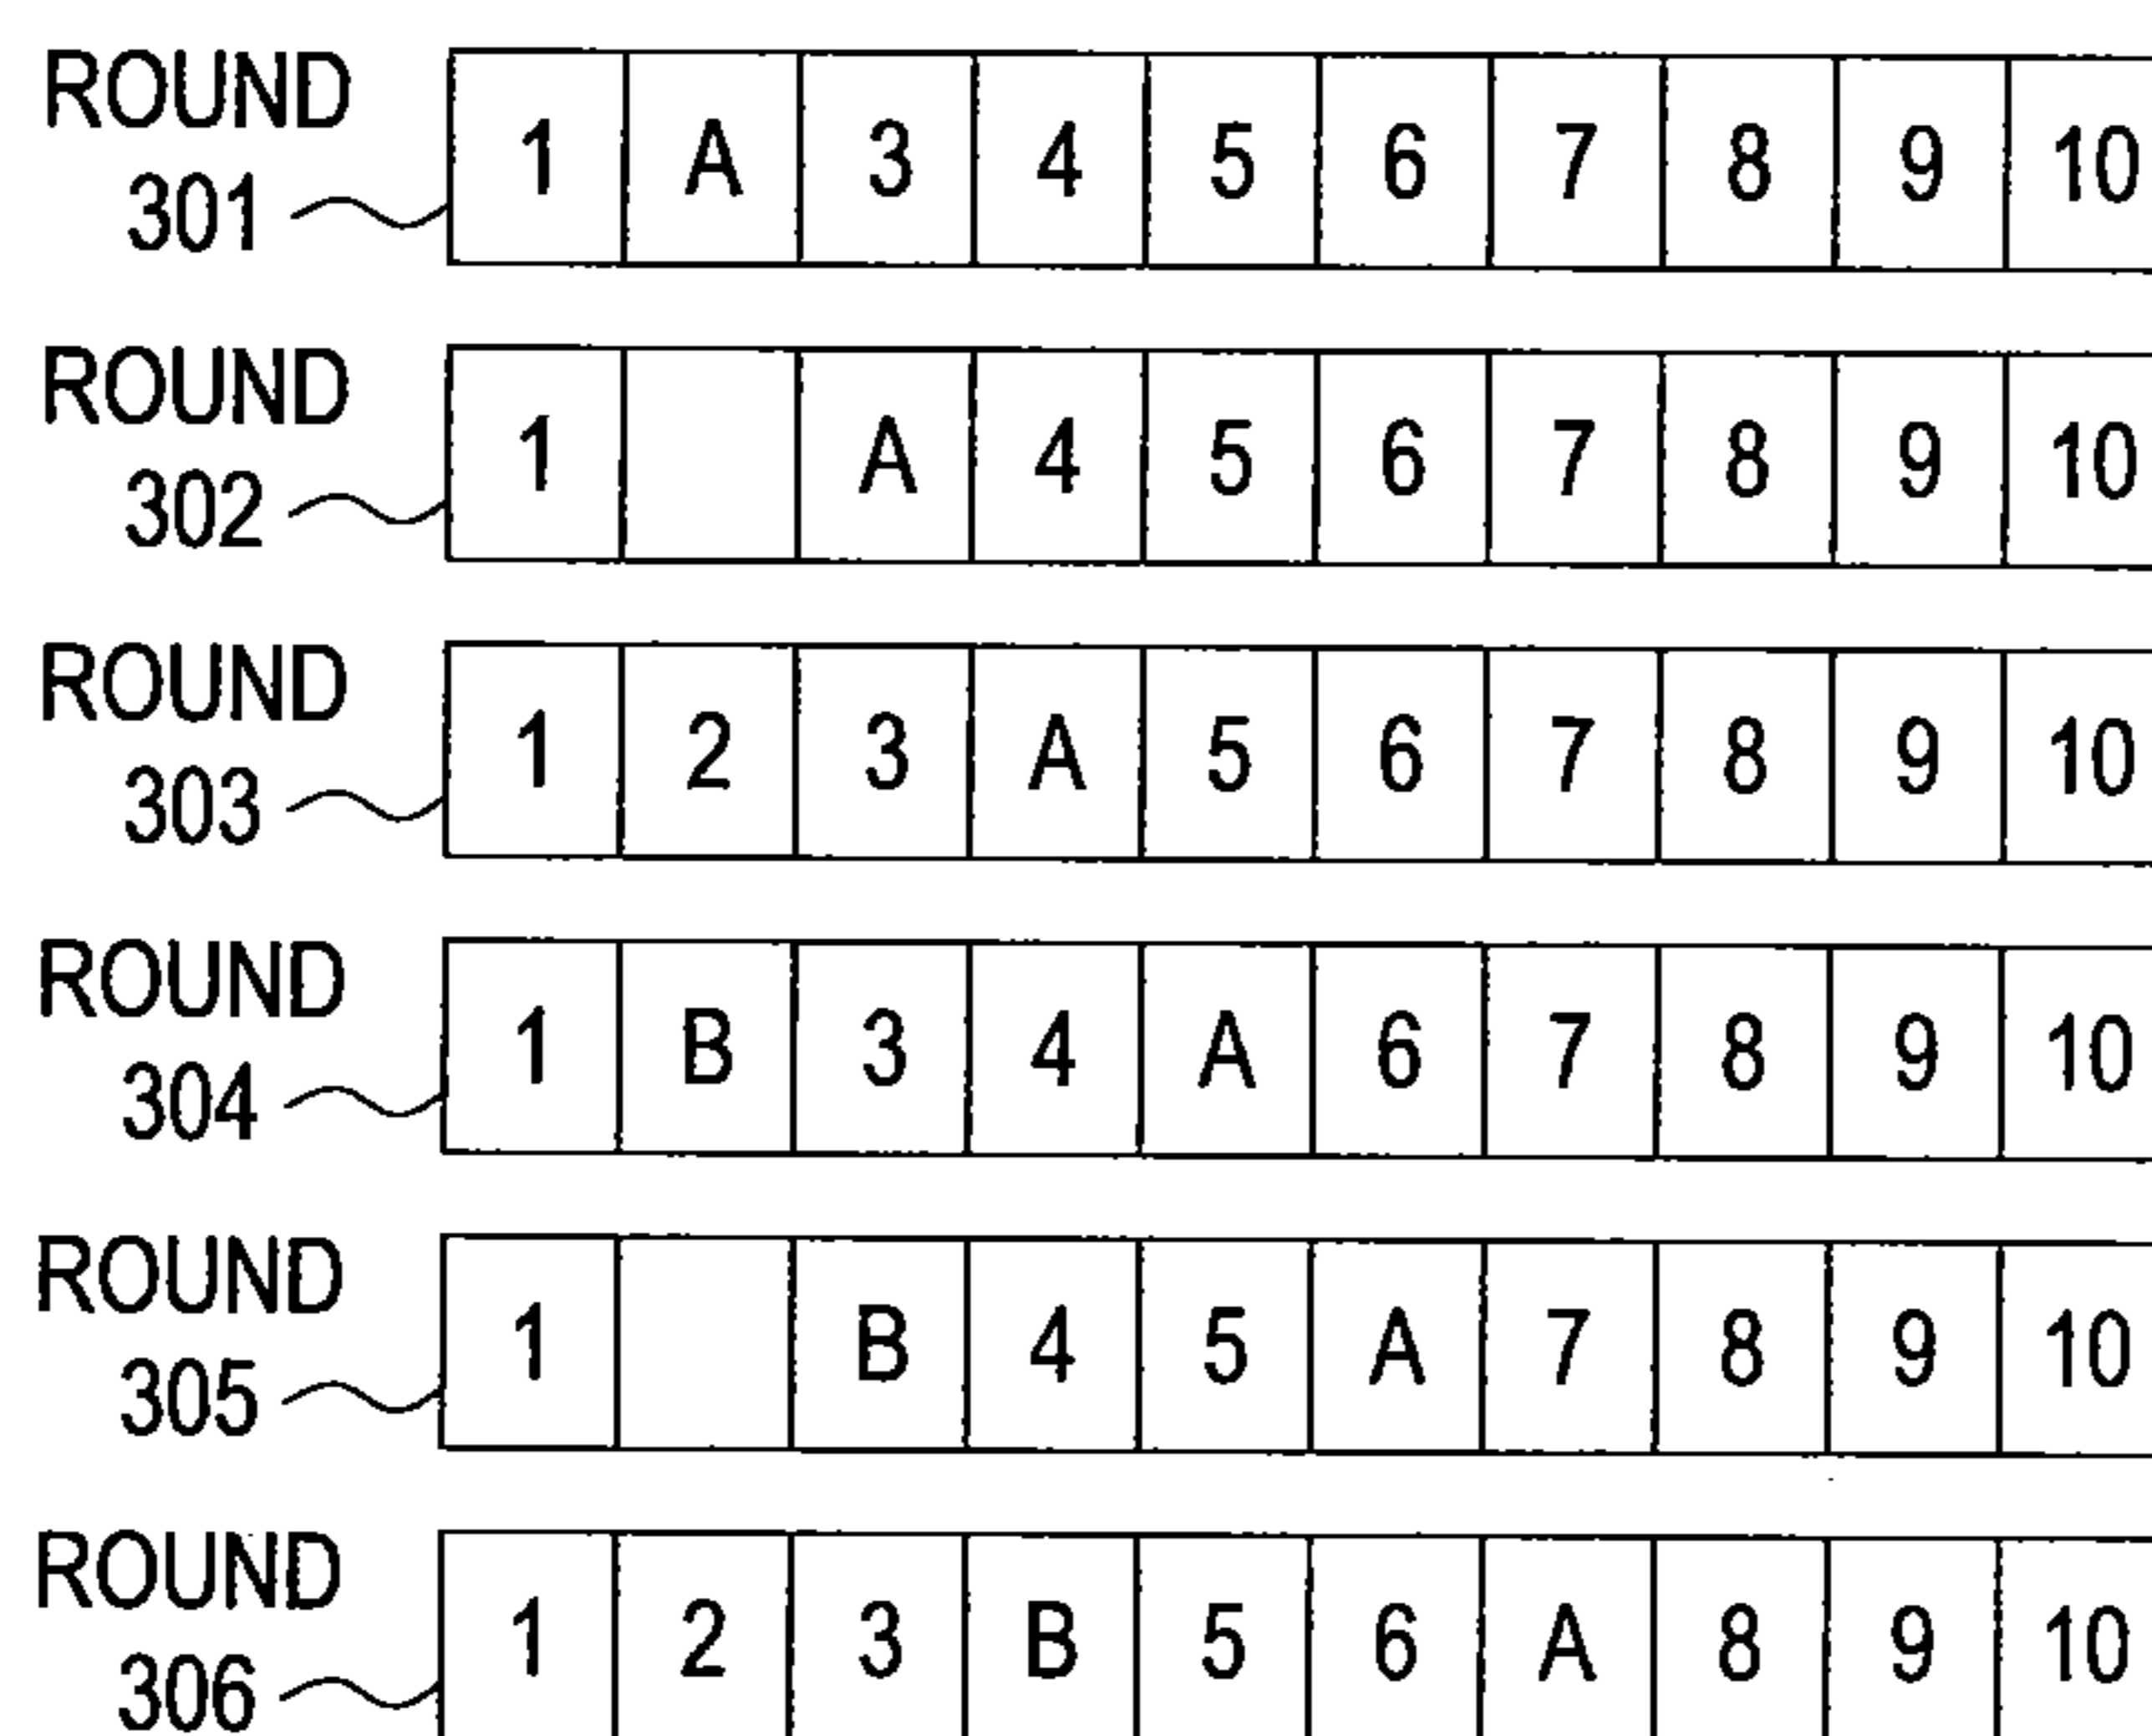 ROUND
301
1 A 3 4 5 6 7 8 9 10
ROUND
302
1 A 4 5 6 7 8 9 10
ROUND
303
1 2 3 A 5 6 7 8 9 10
ROUND
304
1 B 3 4 A 6 7 8 9 10
ROUND
305
1 B 4 5 A 7 8 9 10
ROUND
306
1 2 3 B 5 6 A 8 9 10